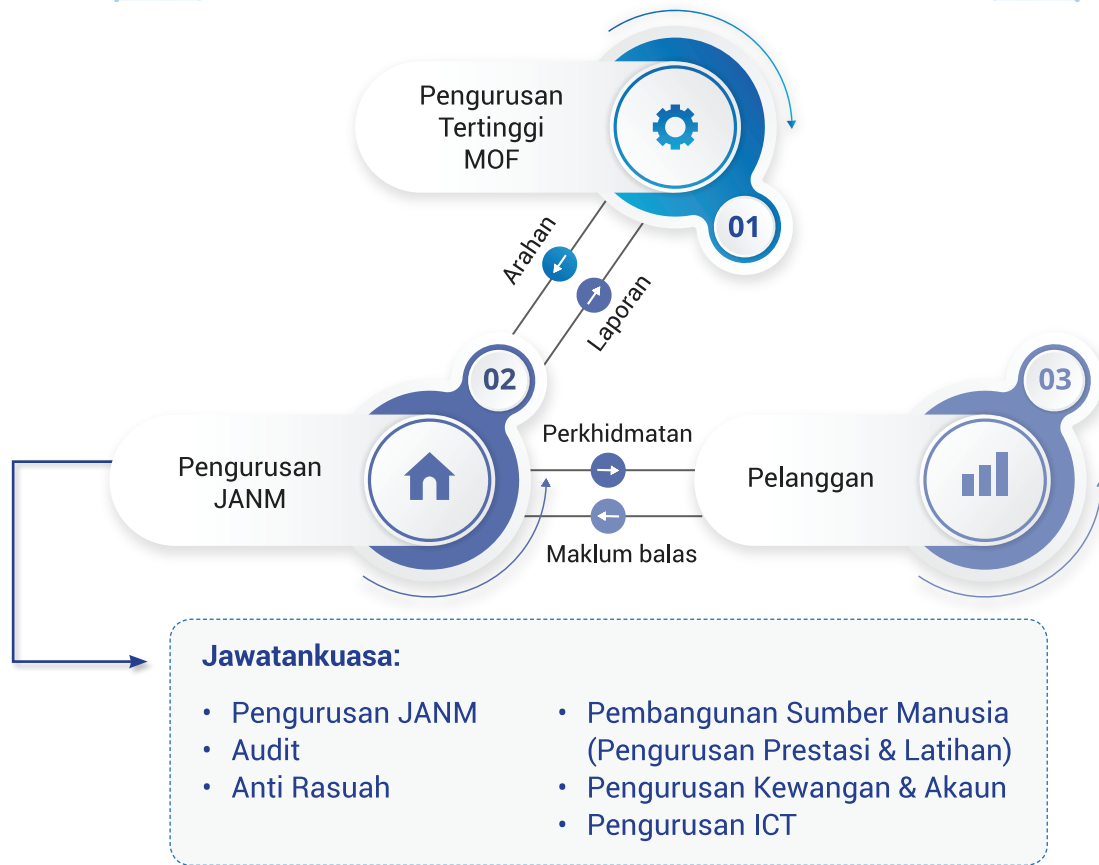 Pengurusan
Tertinggi
MOF
01
Arahan
Laporan
02
03
Pengurusan
JANM
Perkhidmatan
Maklum balas
Pelanggan
Jawatankuasa:
• Pengurusan JANM
• Audit
• Anti Rasuah
• Pembangunan Sumber Manusia
(Pengurusan Prestasi & Latihan)
• Pengurusan Kewangan & Akaun
• Pengurusan ICT